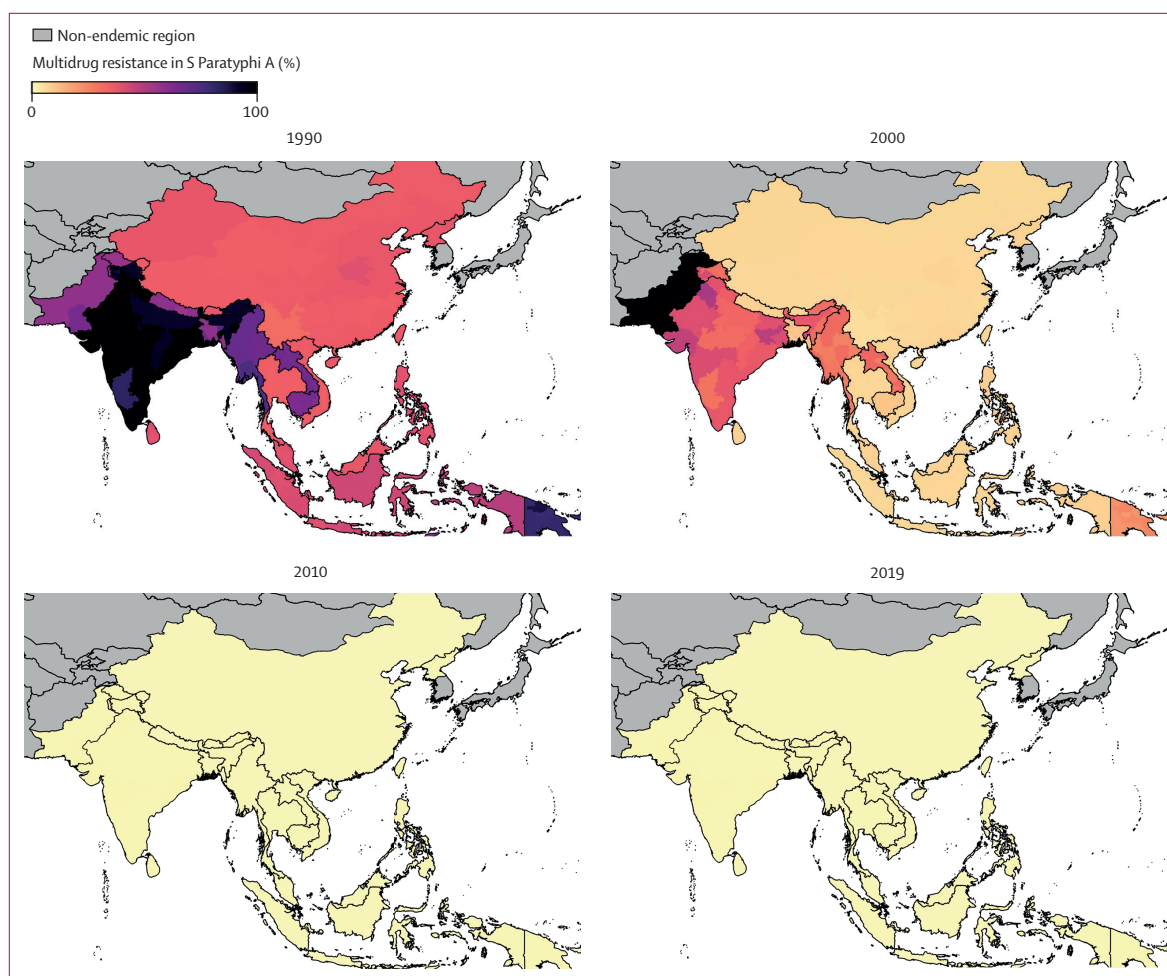 Non-endemic region
Multidrug resistance in S Paratyphi A (%)
0 100
1990 2000
2010 2019